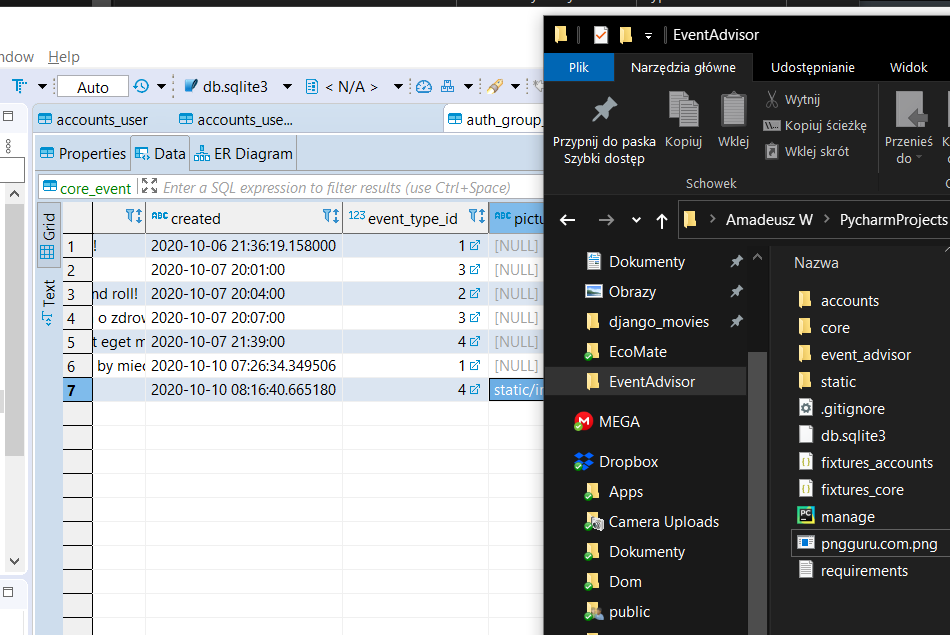 ndow Help
Auto
db.sqlite3
< N/A >
accounts_user
accounts_use...
auth_group_
Properties
Data
ER Diagram
core_event
Enter a SQL expression to filter results (use Ctrl+Space)
Grid
Text
ABC created
123 event_type_id
ABC pictu
1 ! 2020-10-06 21:36:19.158000 1 [NULL]
2 2020-10-07 20:01:00 3 [NULL]
3 nd roll! 2020-10-07 20:04:00 2 [NULL]
4 o zdrow 2020-10-07 20:07:00 3 [NULL]
5 t eget m 2020-10-07 21:39:00 4 [NULL]
6 by mied 2020-10-10 07:26:34.349506 1 [NULL]
7 2020-10-10 08:16:40.665180 4 static/in
EventAdvisor
Plik
Narzędzia główne
Udostępnianie
Widok
Przypnij do paska
Szybki dostęp
Kopiuj
Wklej
Wytnij
Kopiuj ścieżkę
Wklej skrót
Przenieś
do
Schowek
Amadeusz W
PycharmProjects
Dokumenty
Obrazy
django_movies
EcoMate
EventAdvisor
MEGA
Dropbox
Apps
Camera Uploads
Dokumenty
Dom
public
Nazwa
accounts
core
event_advisor
static
.gitignore
db.sqlite3
fixtures_accounts
fixtures_core
manage
pngguru.com.png
requirements